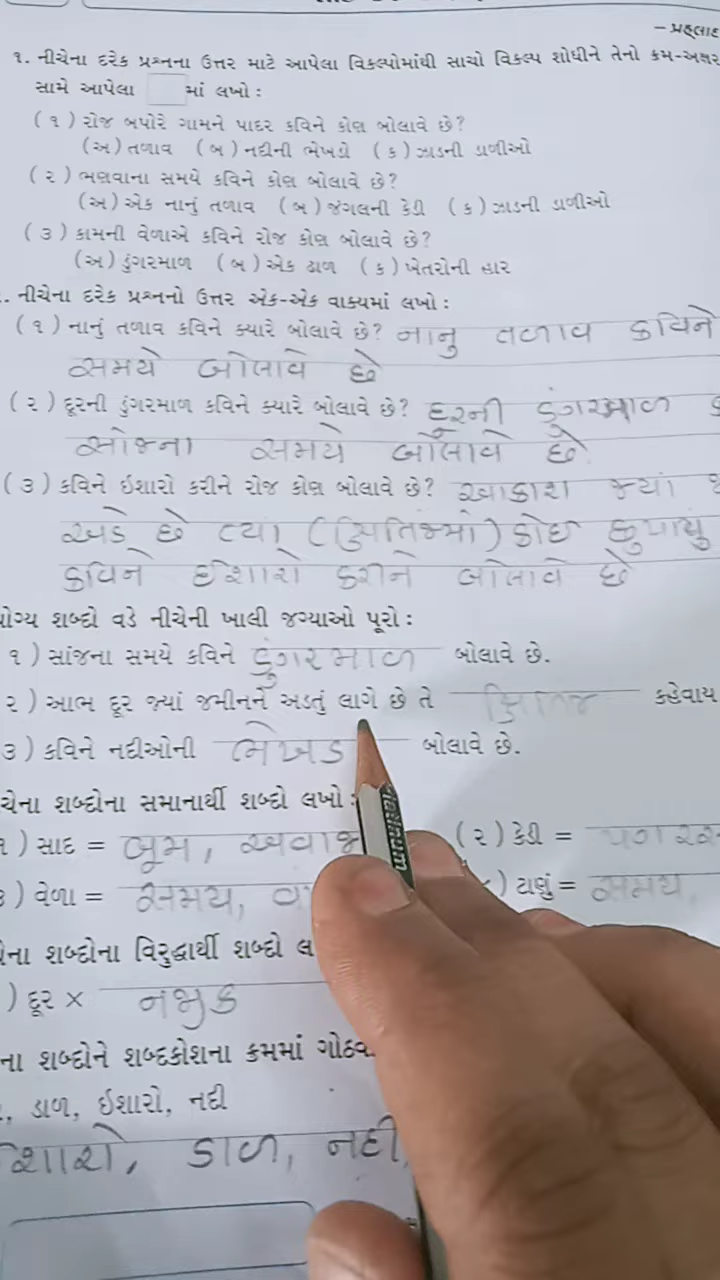 – પ્રહ્લાદ
૧. નીચેના દરેક પ્રશ્નના ઉત્તર માટે આપેલા વિકલ્પોમાંથી સાચો વિકલ્પ શોધીને તેનો ક્રમ-અક્ષર
સામે આપેલા માં લખો :
(૧) રોજ બપોરે ગામને પાદર કવિને કોણ બોલાવે છે?
(અ) તળાવ (બ) નદીની ભેખડો (ક) ઝાડની ડાળીઓ
(૨) ભણવાના સમયે કવિને કોણ બોલાવે છે?
(અ) એક નાનું તળાવ (બ) જંગલની કેડી (ક) ઝાડની ડાળીઓ
(૩) કામની વેળાએ કવિને રોજ કોણ બોલાવે છે?
(અ) ડુંગરમાળ (બ) એક ઢાળ (ક) ખેતરોની હાર
. નીચેના દરેક પ્રશ્નનો ઉત્તર એક-એક વાક્યમાં લખો :
(૧) નાનું તળાવ કવિને ક્યારે બોલાવે છે? નાનુ તળાવ કવિને
સમયે બોલાવે છે
(૨) દૂરની ડુંગરમાળ કવિને ક્યારે બોલાવે છે? દૂરની ડુંગરમાળ
સાંજના સમયે બોલાવે છે.
(૩) કવિને ઈશારો કરીને રોજ કોણ બોલાવે છે? આકાશ જ્યાં
અડે છે ત્યાં (ક્ષિતિજમાં) કોઈ છુપાયુ
કવિને ઈશારો કરીને બોલાવે છે
યોગ્ય શબ્દો વડે નીચેની ખાલી જગ્યાઓ પૂરો :
૧) સાંજના સમયે કવિને ડુંગરમાળ બોલાવે છે.
૨) આભ દૂર જ્યાં જમીનને અડતું લાગે છે તે ક્ષિતિજ કહેવાય
૩) કવિને નદીઓની ભેખડ બોલાવે છે.
ચેના શબ્દોના સમાનાર્થી શબ્દો લખો :
૧) સાદ = બૂમ, અવાજ (૨) કેડી =
૩) વેળા = સમય, ) ટાણું = સમય,
ેના શબ્દોના વિરુદ્ધાર્થી શબ્દો લ
) દૂર × નજીક
ના શબ્દોને શબ્દકોશના ક્રમમાં ગોઠવ
, ડાળ, ઈશારો, નદી
ઈશારો, ડાળ, નદી,